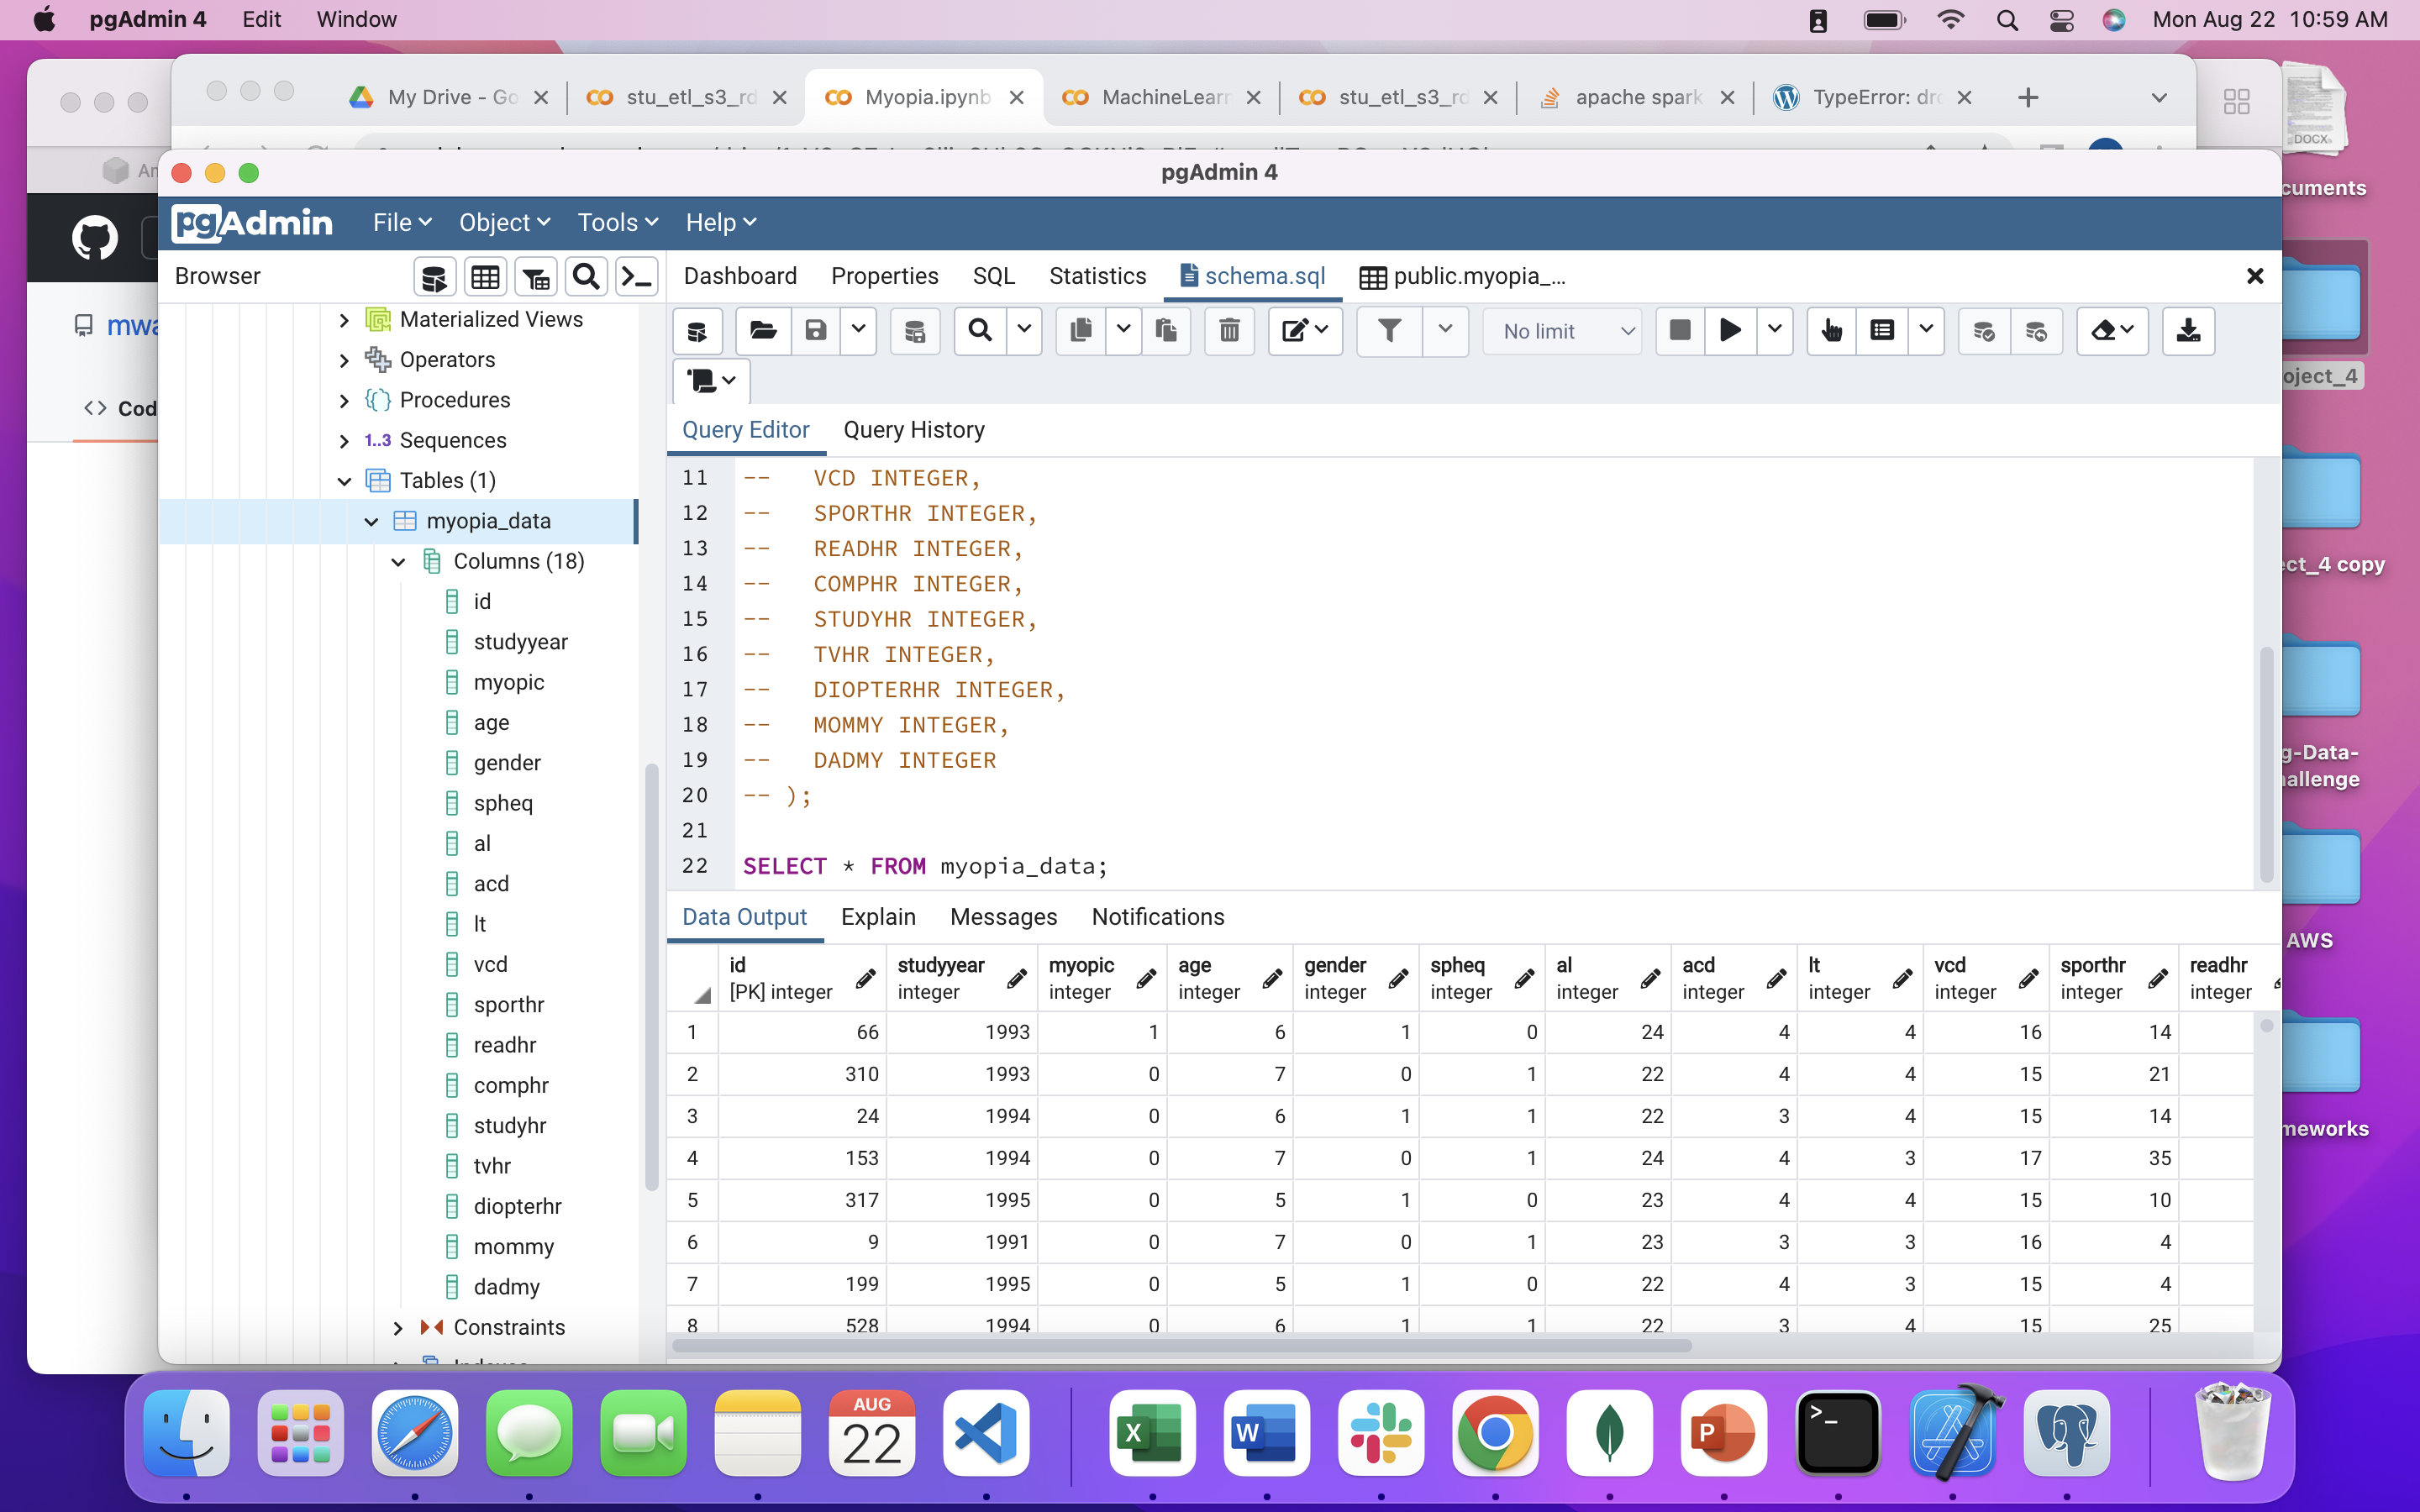 pgAdmin 4 Edit Window Mon Aug 22 10:59 AM
My Drive - Go stu_etl_s3_rd Myopia.ipynb MachineLearn stu_etl_s3_rd apache spark TypeError: dro
DOCX
cuments
An
pgAdmin 4
pgAdmin File Object Tools Help
Browser
Dashboard Properties SQL Statistics schema.sql public.myopia_...
mwa
<> Cod
No limit
oject_4
ect_4 copy
g-Data-
allenge
AWS
meworks
Materialized Views
Operators
Procedures
1..3 Sequences
Tables (1)
myopia_data
Columns (18)
id
studyyear
myopic
age
gender
spheq
al
acd
lt
vcd
sporthr
readhr
comphr
studyhr
tvhr
diopterhr
mommy
dadmy
Constraints
Indexes
Query Editor Query History
11 -- VCD INTEGER,
12 -- SPORTHR INTEGER,
13 -- READHR INTEGER,
14 -- COMPHR INTEGER,
15 -- STUDYHR INTEGER,
16 -- TVHR INTEGER,
17 -- DIOPTERHR INTEGER,
18 -- MOMMY INTEGER,
19 -- DADMY INTEGER
20 -- );
21
22 SELECT * FROM myopia_data;
Data Output Explain Messages Notifications
id studyyear myopic age gender spheq al acd lt vcd sporthr readhr
[PK] integer integer integer integer integer integer integer integer integer integer integer integer
1 66 1993 1 6 1 0 24 4 4 16 14
2 310 1993 0 7 0 1 22 4 4 15 21
3 24 1994 0 6 1 1 22 3 4 15 14
4 153 1994 0 7 0 1 24 4 3 17 35
5 317 1995 0 5 1 0 23 4 4 15 10
6 9 1991 0 7 0 1 23 3 3 16 4
7 199 1995 0 5 1 0 22 4 3 15 4
8 528 1994 0 6 1 1 22 3 4 15 25
AUG
22
X
W
P
>_